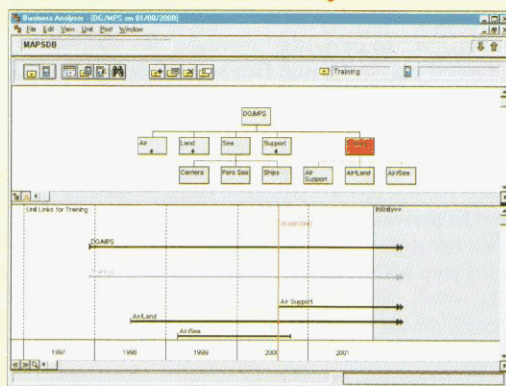 Business Analyser - [DG/MPS on 01/08/2000]
File Edit View Unit Post Window
MAPSDB
Training
DG/MPS
Air Land Sea Support
Carriers Pers Sea Ships Air Support Air/Land Air/Sea
Unit Links for Training
Infinity>>
DG/MPS
Air Support
Air/Land
Air/Sea
1997 1998 1999 2000 2001